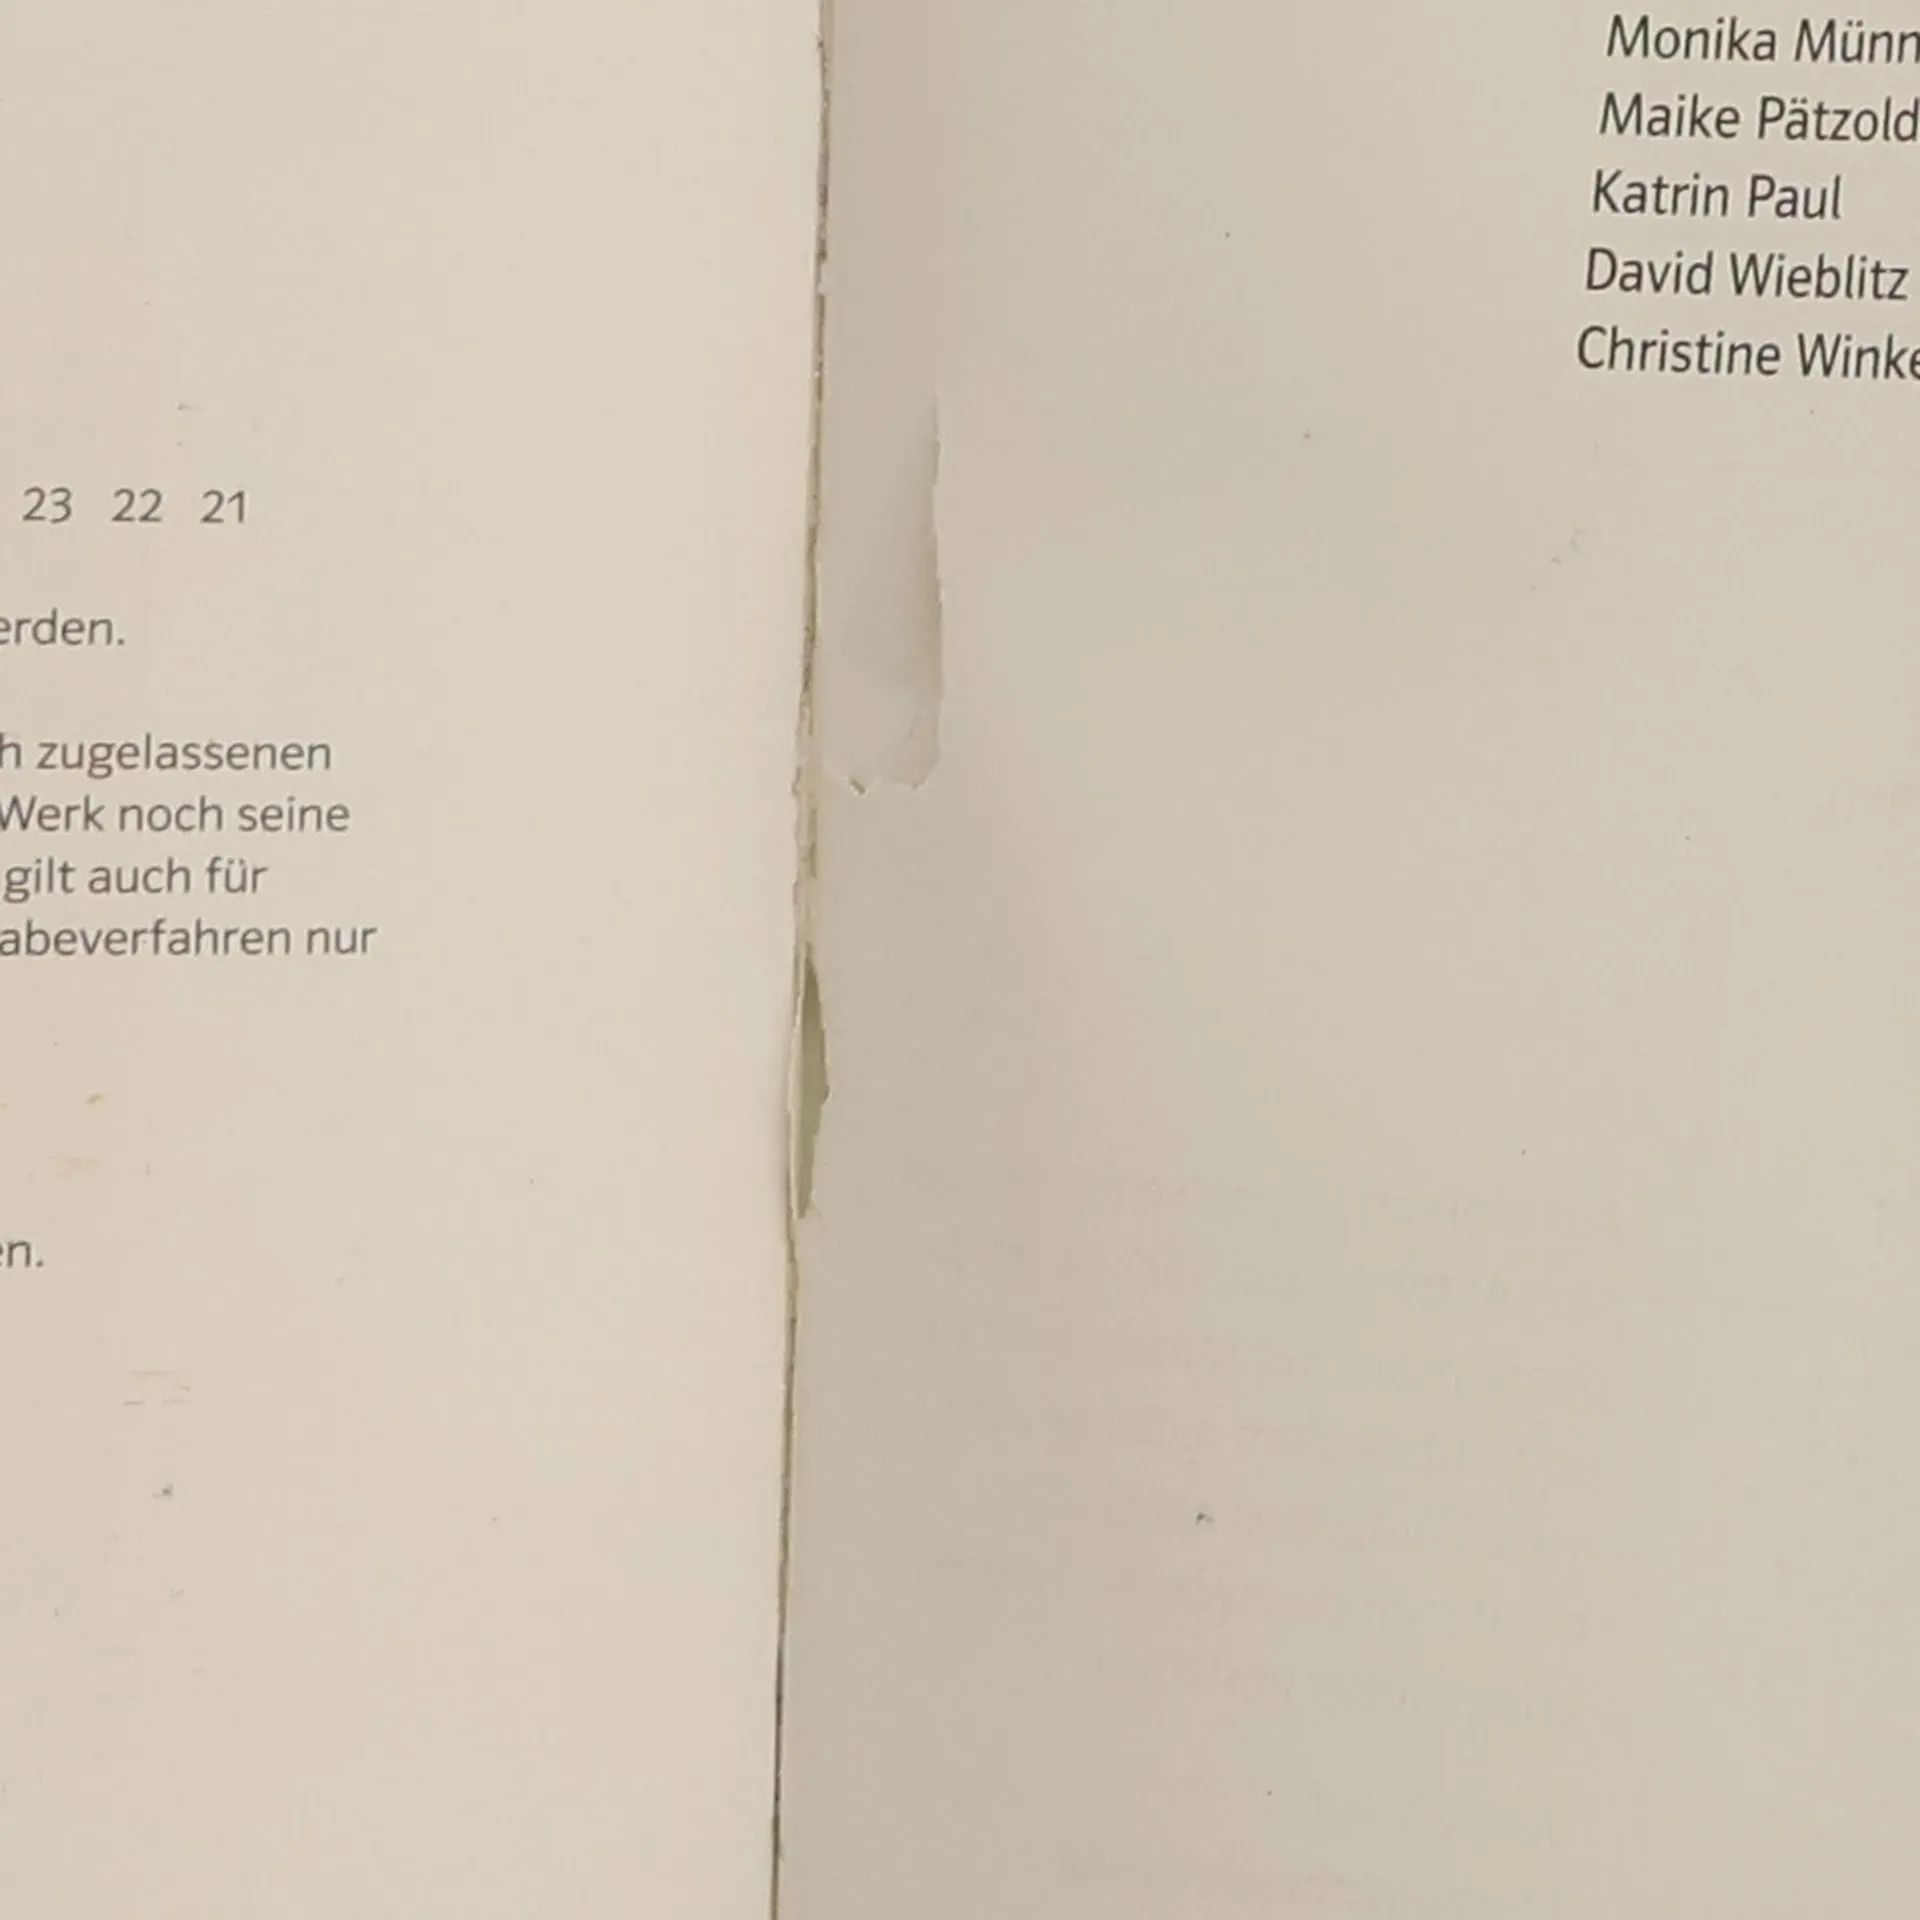 23 22 21
erden.
h zugelassenen
Werk noch seine
gilt auch für
abeverfahren nur
en.
Monika Münn
Maike Pätzold
Katrin Paul
David Wieblitz
Christine Winke